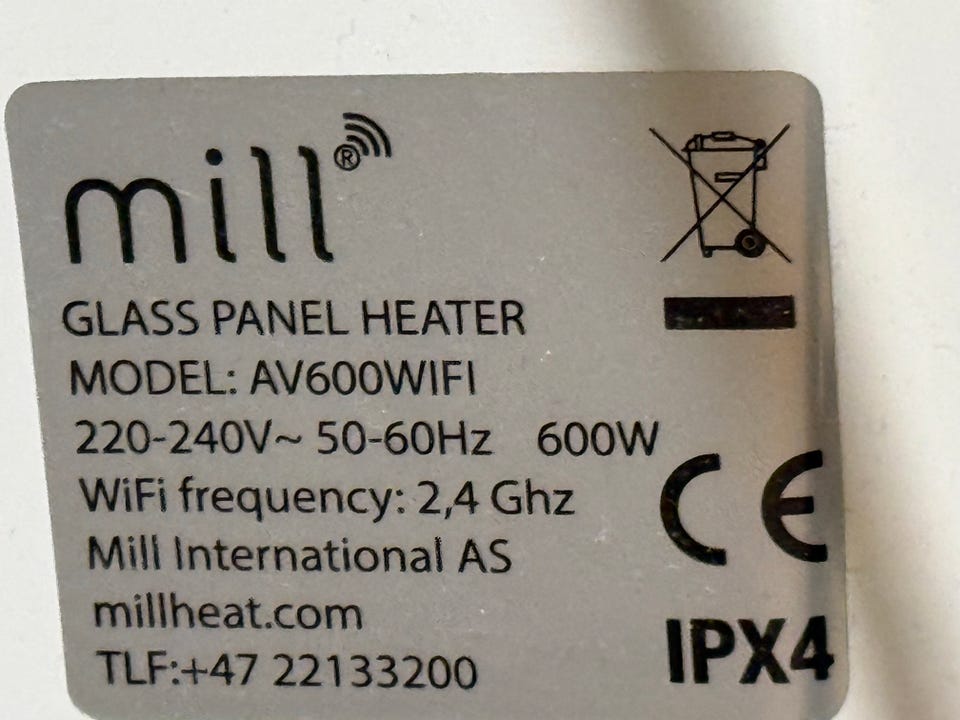 mill®
GLASS PANEL HEATER
MODEL: AV600WIFI
220-240V~ 50-60Hz 600W
WiFi frequency: 2,4 Ghz
Mill International AS
millheat.com
TLF:+47 22133200
CE
IPX4